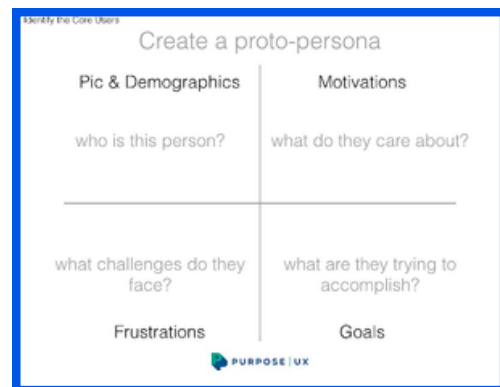 Identify the Core Users
Create a proto-persona
Pic & Demographics
who is this person?
Motivations
what do they care about?
what challenges do they
face?
Frustrations
what are they trying to
accomplish?
Goals
PURPOSE | UX